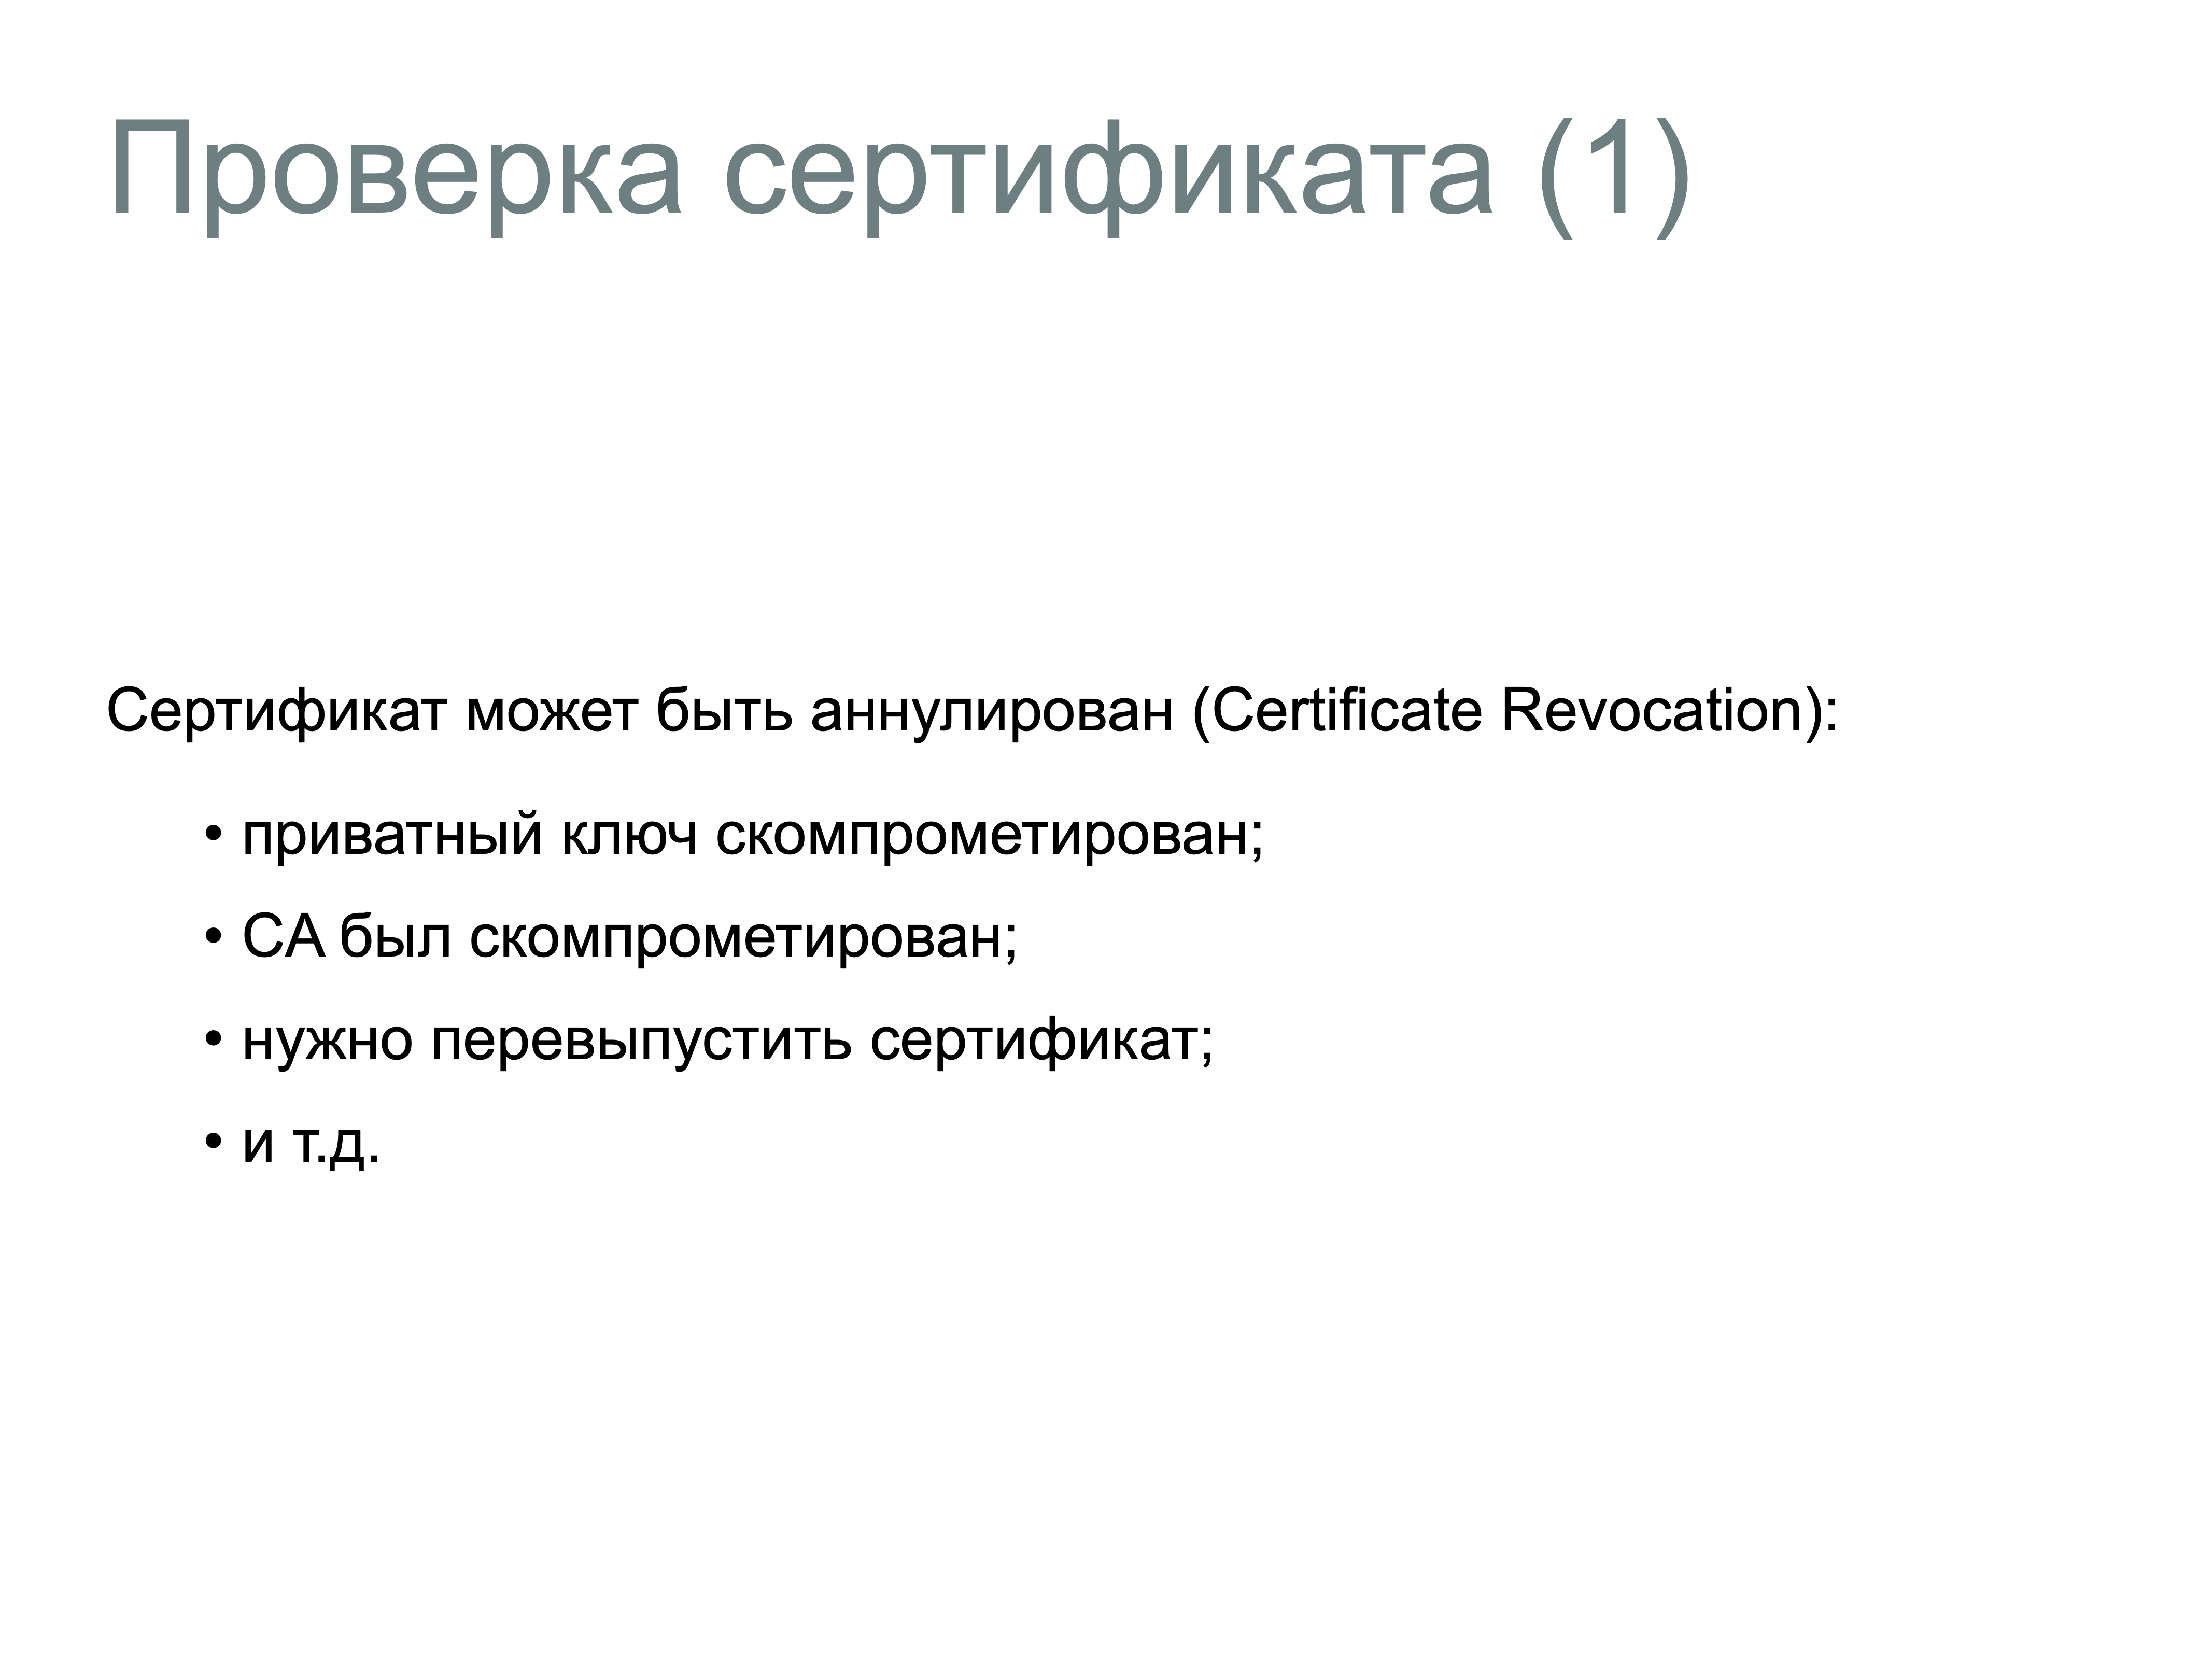 Проверка сертификата (1)
Сертификат может быть аннулирован (Certificate Revocation):
• приватный ключ скомпрометирован;
• CA был скомпрометирован;
• нужно перевыпустить сертификат;
• и т.д.